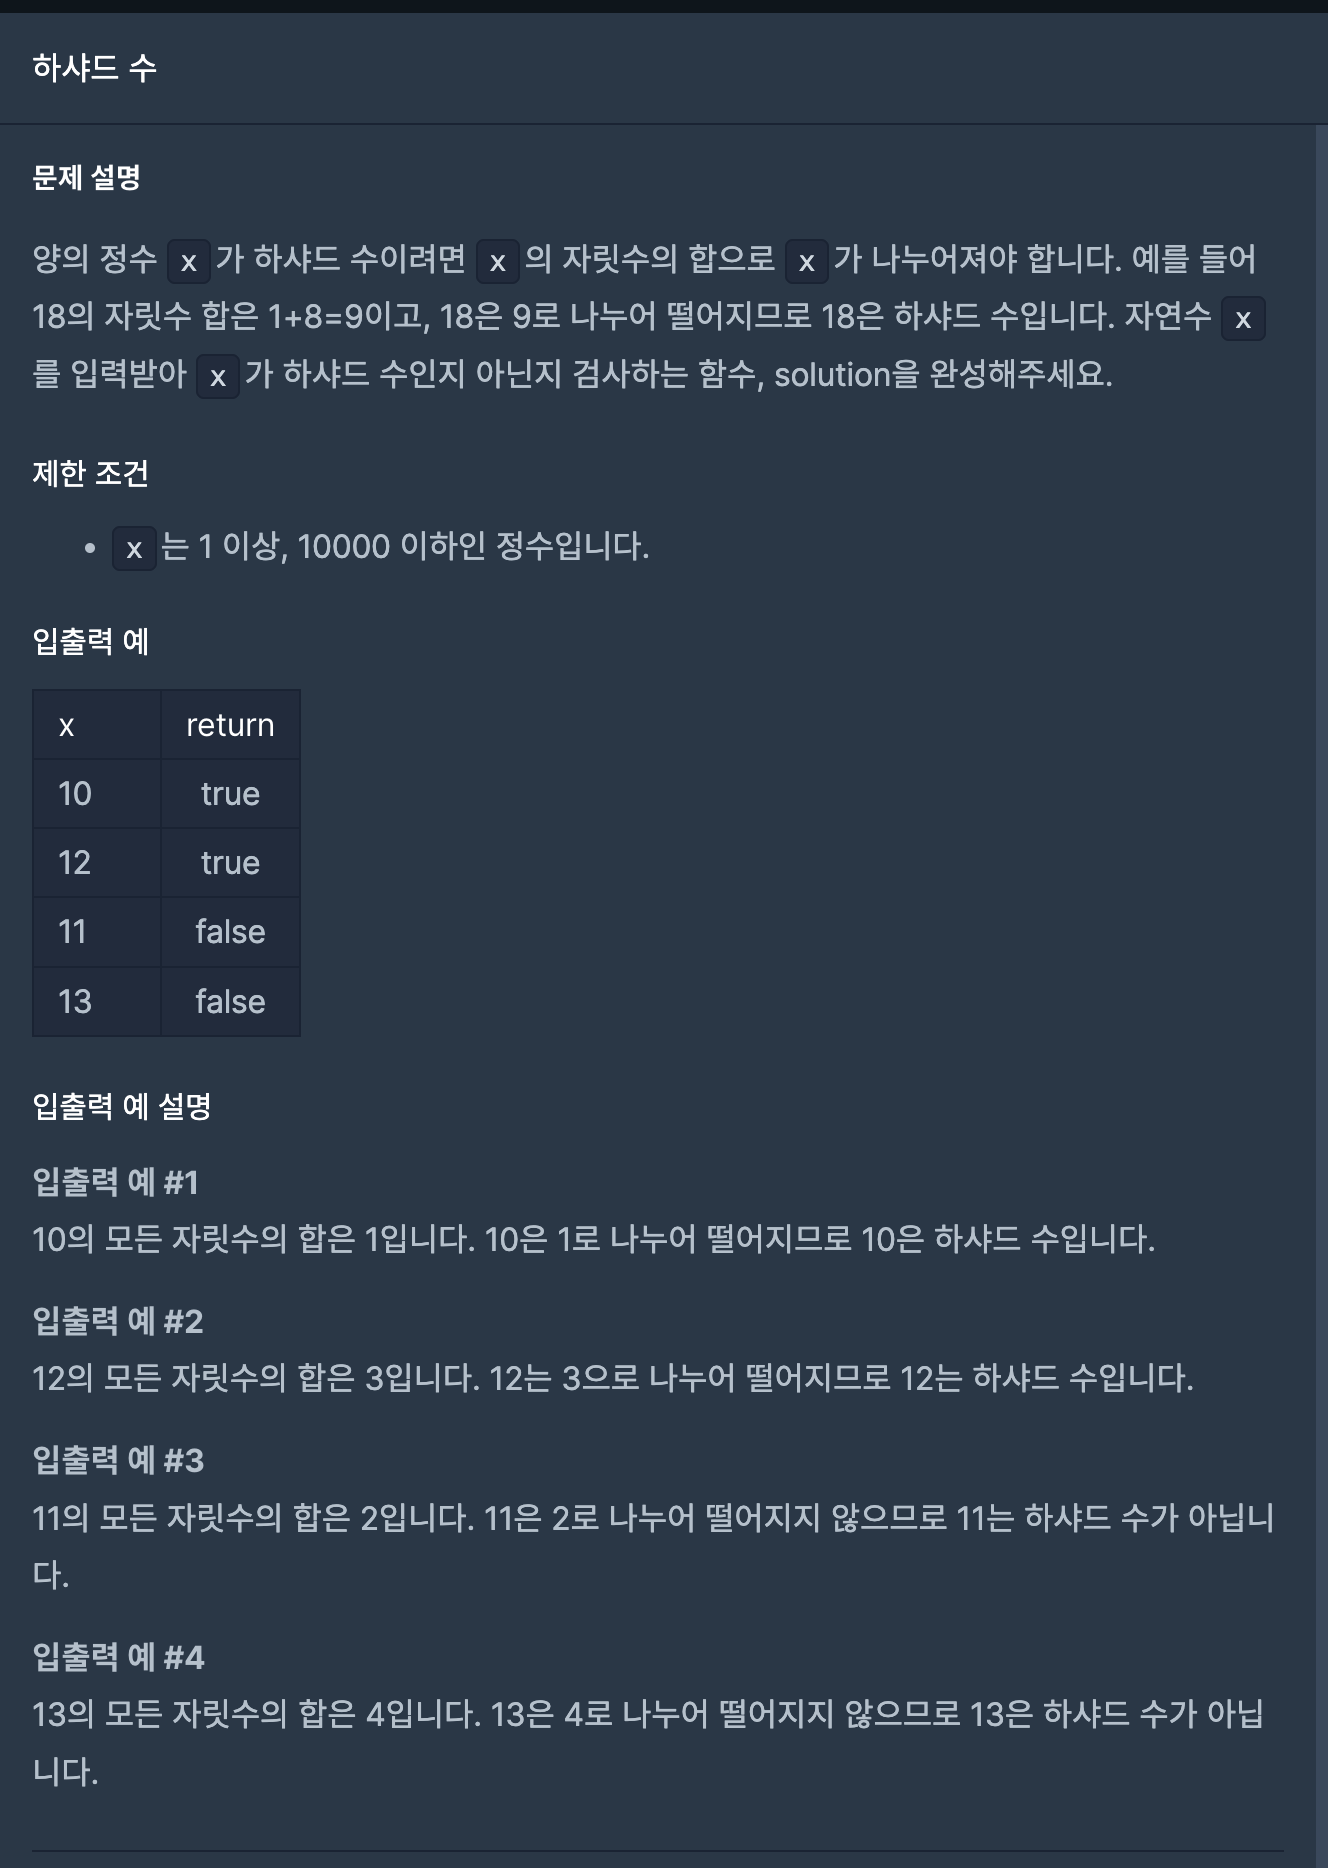 하샤드 수
문제 설명
양의 정수 x 가 하샤드 수이려면 x 의 자릿수의 합으로 x 가 나누어져야 합니다. 예를 들어
18의 자릿수 합은 1+8=9이고, 18은 9로 나누어 떨어지므로 18은 하샤드 수입니다. 자연수 x
를 입력받아 x 가 하샤드 수인지 아닌지 검사하는 함수, solution을 완성해주세요.
제한 조건
• x 는 1 이상, 10000 이하인 정수입니다.
입출력 예
x return
10 true
12 true
11 false
13 false
입출력 예 설명
입출력 예 #1
10의 모든 자릿수의 합은 1입니다. 10은 1로 나누어 떨어지므로 10은 하샤드 수입니다.
입출력 예 #2
12의 모든 자릿수의 합은 3입니다. 12는 3으로 나누어 떨어지므로 12는 하샤드 수입니다.
입출력 예 #3
11의 모든 자릿수의 합은 2입니다. 11은 2로 나누어 떨어지지 않으므로 11는 하샤드 수가 아닙니
다.
입출력 예 #4
13의 모든 자릿수의 합은 4입니다. 13은 4로 나누어 떨어지지 않으므로 13은 하샤드 수가 아닙
니다.